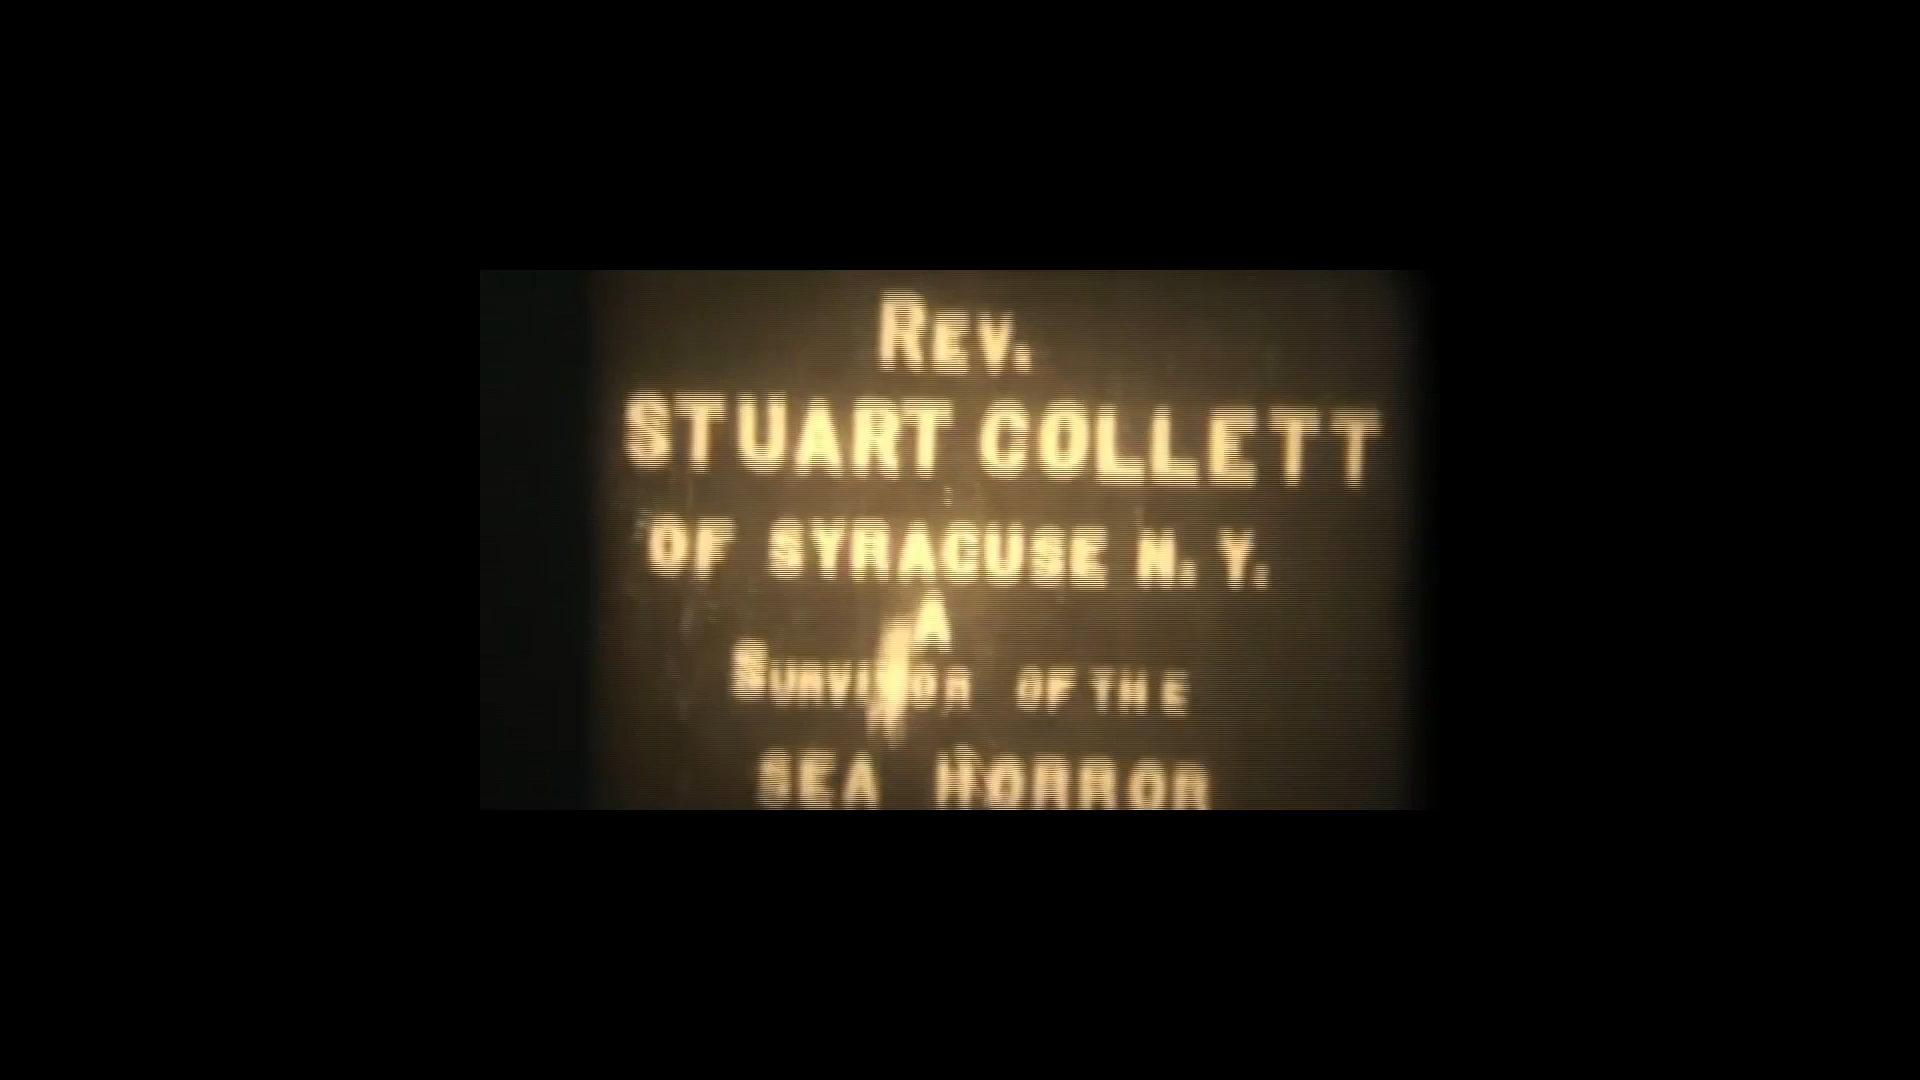 REV.
STUART COLLETT
OF SYRACUSE N. Y.
A
SURVIVOR OF THE
SEA HORROR